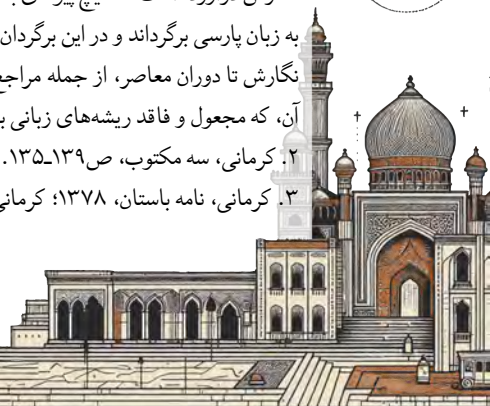 به زبان پارسی برگرداند و در این برگردان
نگارش تا دوران معاصر، از جمله مراجع
آن، که مجعول و فاقد ریشه‌های زبانی
۲. کرمانی، سه مکتوب، ص۱۳۹ـ۱۳۵.
۳. کرمانی، نامه باستان، ۱۳۷۸؛ کرمانی